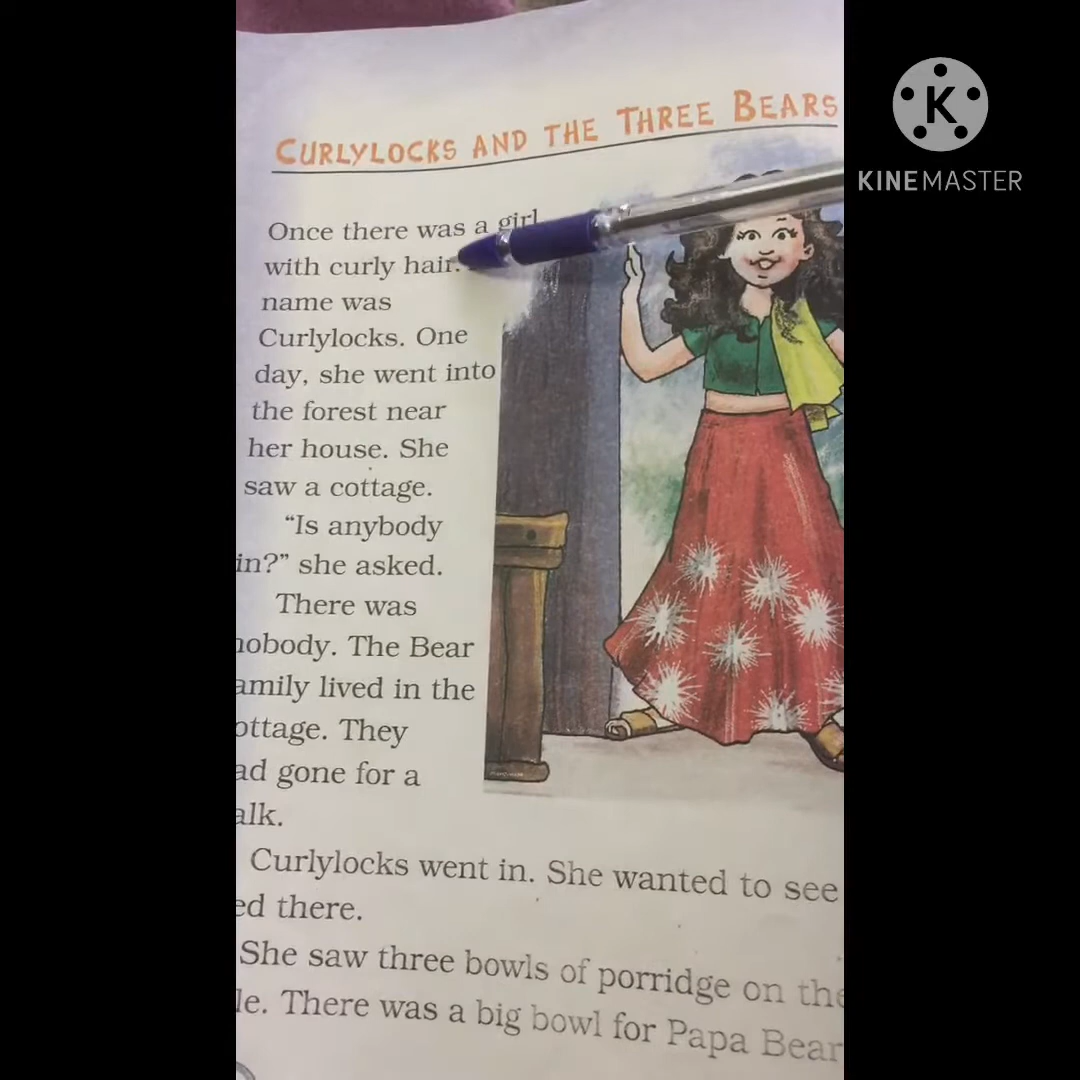 CURLYLOCKS AND THE THREE BEARS
Once there was a girl
with curly hair.
name was
Curlylocks. One
day, she went into
the forest near
her house. She
saw a cottage.
“Is anybody
in?” she asked.
There was
nobody. The Bear
amily lived in the
ottage. They
ad gone for a
alk.
Curlylocks went in. She wanted to see
ed there.
She saw three bowls of porridge on the
le. There was a big bowl for Papa Bear
K
KINEMASTER